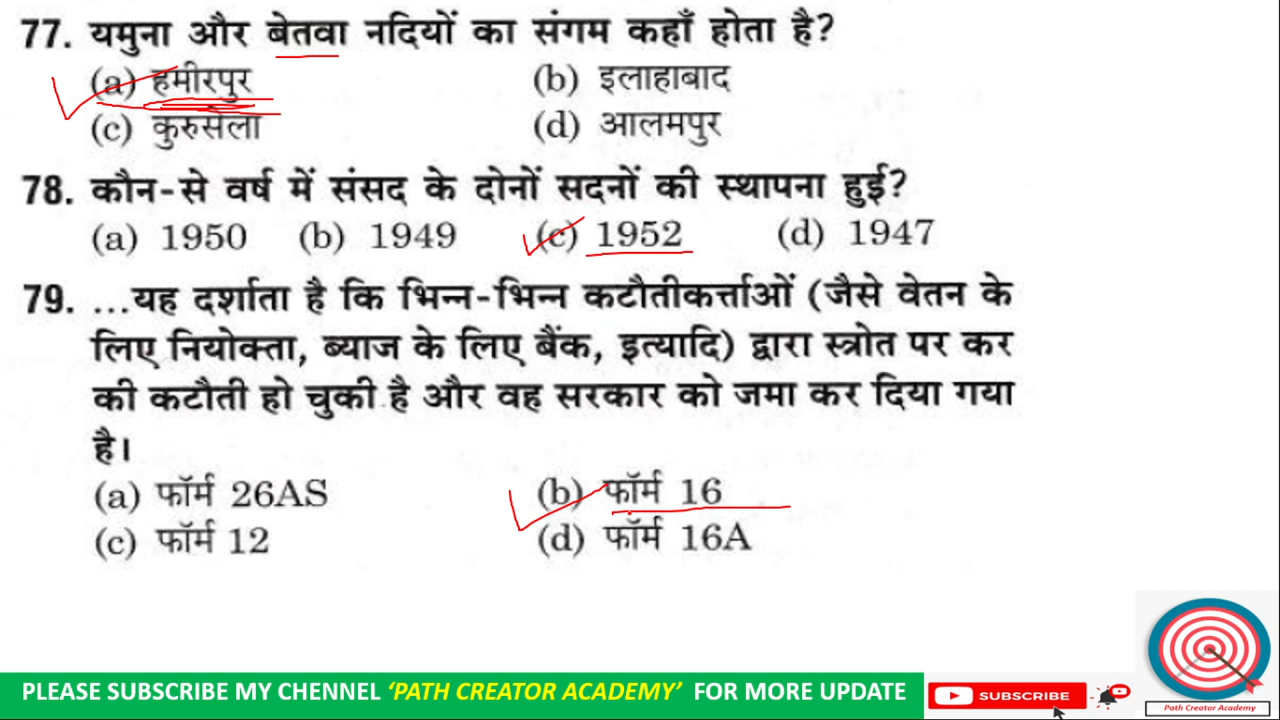 77. यमुना और बेतवा नदियों का संगम कहाँ होता है?
(a) हमीरपुर (b) इलाहाबाद
(c) कुरुसेला (d) आलमपुर
78. कौन-से वर्ष में संसद के दोनों सदनों की स्थापना हुई?
(a) 1950 (b) 1949 (c) 1952 (d) 1947
79. ...यह दर्शाता है कि भिन्न-भिन्न कटौतीकर्त्ताओं (जैसे वेतन के
लिए नियोक्ता, ब्याज के लिए बैंक, इत्यादि) द्वारा स्त्रोत पर कर
की कटौती हो चुकी है और वह सरकार को जमा कर दिया गया
है।
(a) फॉर्म 26AS (b) फॉर्म 16
(c) फॉर्म 12 (d) फॉर्म 16A
PLEASE SUBSCRIBE MY CHENNEL ‘PATH CREATOR ACADEMY’ FOR MORE UPDATE
SUBSCRIBE
Path Creator Academy